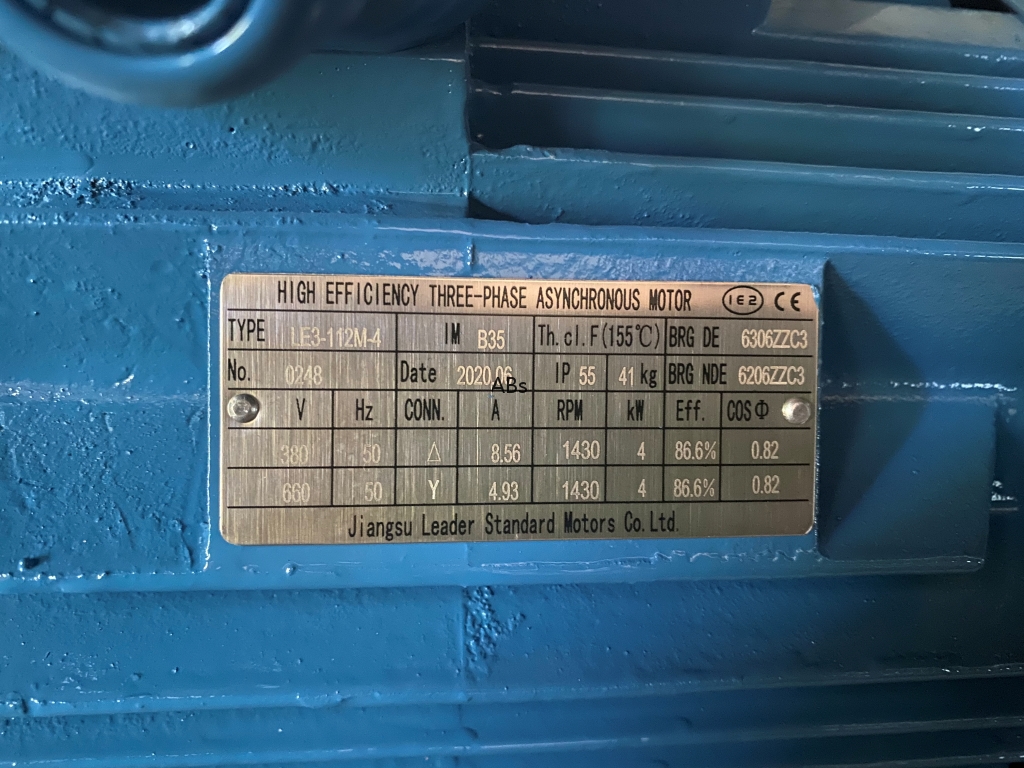 HIGH EFFICIENCY THREE-PHASE ASYNCHRONOUS MOTOR IE2 CE
TYPE LE3-112M-4 IM B35 Th.cl.F(155℃) BRG DE 6306ZZC3
No. 0248 Date 2020.06 IP 55 41 kg BRG NDE 6206ZZC3
ABs
V Hz CONN. A RPM kW Eff. COSΦ
380 50 △ 8.56 1430 4 86.6% 0.82
660 50 Y 4.93 1430 4 86.6% 0.82
Jiangsu Leader Standard Motors Co.Ltd.